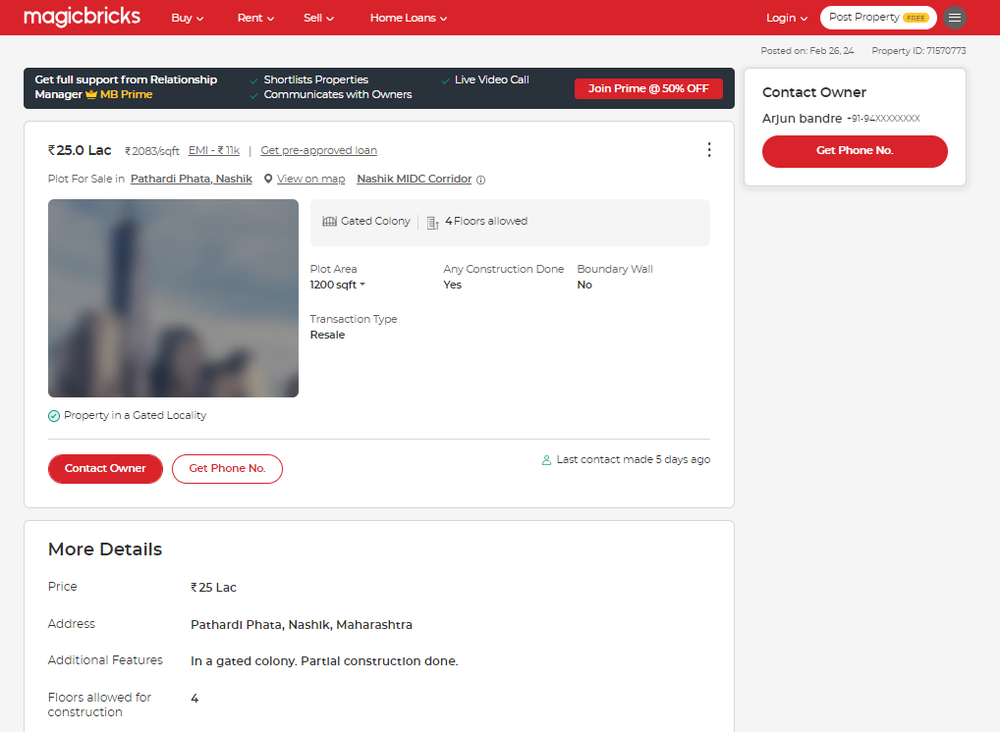 magicbricks
Buy Rent Sell Home Loans Login Post Property FREE
Posted on: Feb 26, 24 Property ID: 71570773
Get full support from Relationship
Manager MB Prime
Shortlists Properties
Communicates with Owners
Live Video Call
Join Prime @ 50% OFF
Contact Owner
Arjun bandre +91-94XXXXXXXX
Get Phone No.
₹25.0 Lac ₹2083/sqft EMI - ₹11k | Get pre-approved loan
Plot For Sale in Pathardi Phata, Nashik View on map Nashik MIDC Corridor
Gated Colony 4 Floors allowed
Plot Area Any Construction Done Boundary Wall
1200 sqft Yes No
Transaction Type
Resale
Property in a Gated Locality
Contact Owner Get Phone No. Last contact made 5 days ago
More Details
Price ₹25 Lac
Address Pathardi Phata, Nashik, Maharashtra
Additional Features In a gated colony. Partial construction done.
Floors allowed for 4
construction